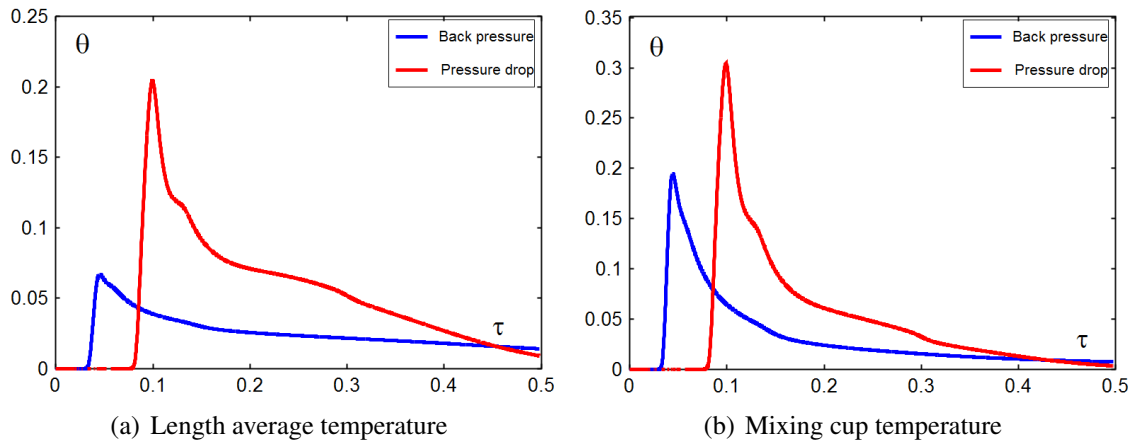 0.25
θ
Back pressure
Pressure drop
0.2
0.15
0.1
0.05
τ
0
0 0.1 0.2 0.3 0.4 0.5
(a) Length average temperature
0.35
θ
Back pressure
Pressure drop
0.3
0.25
0.2
0.15
0.1
0.05
τ
0
0 0.1 0.2 0.3 0.4 0.5
(b) Mixing cup temperature